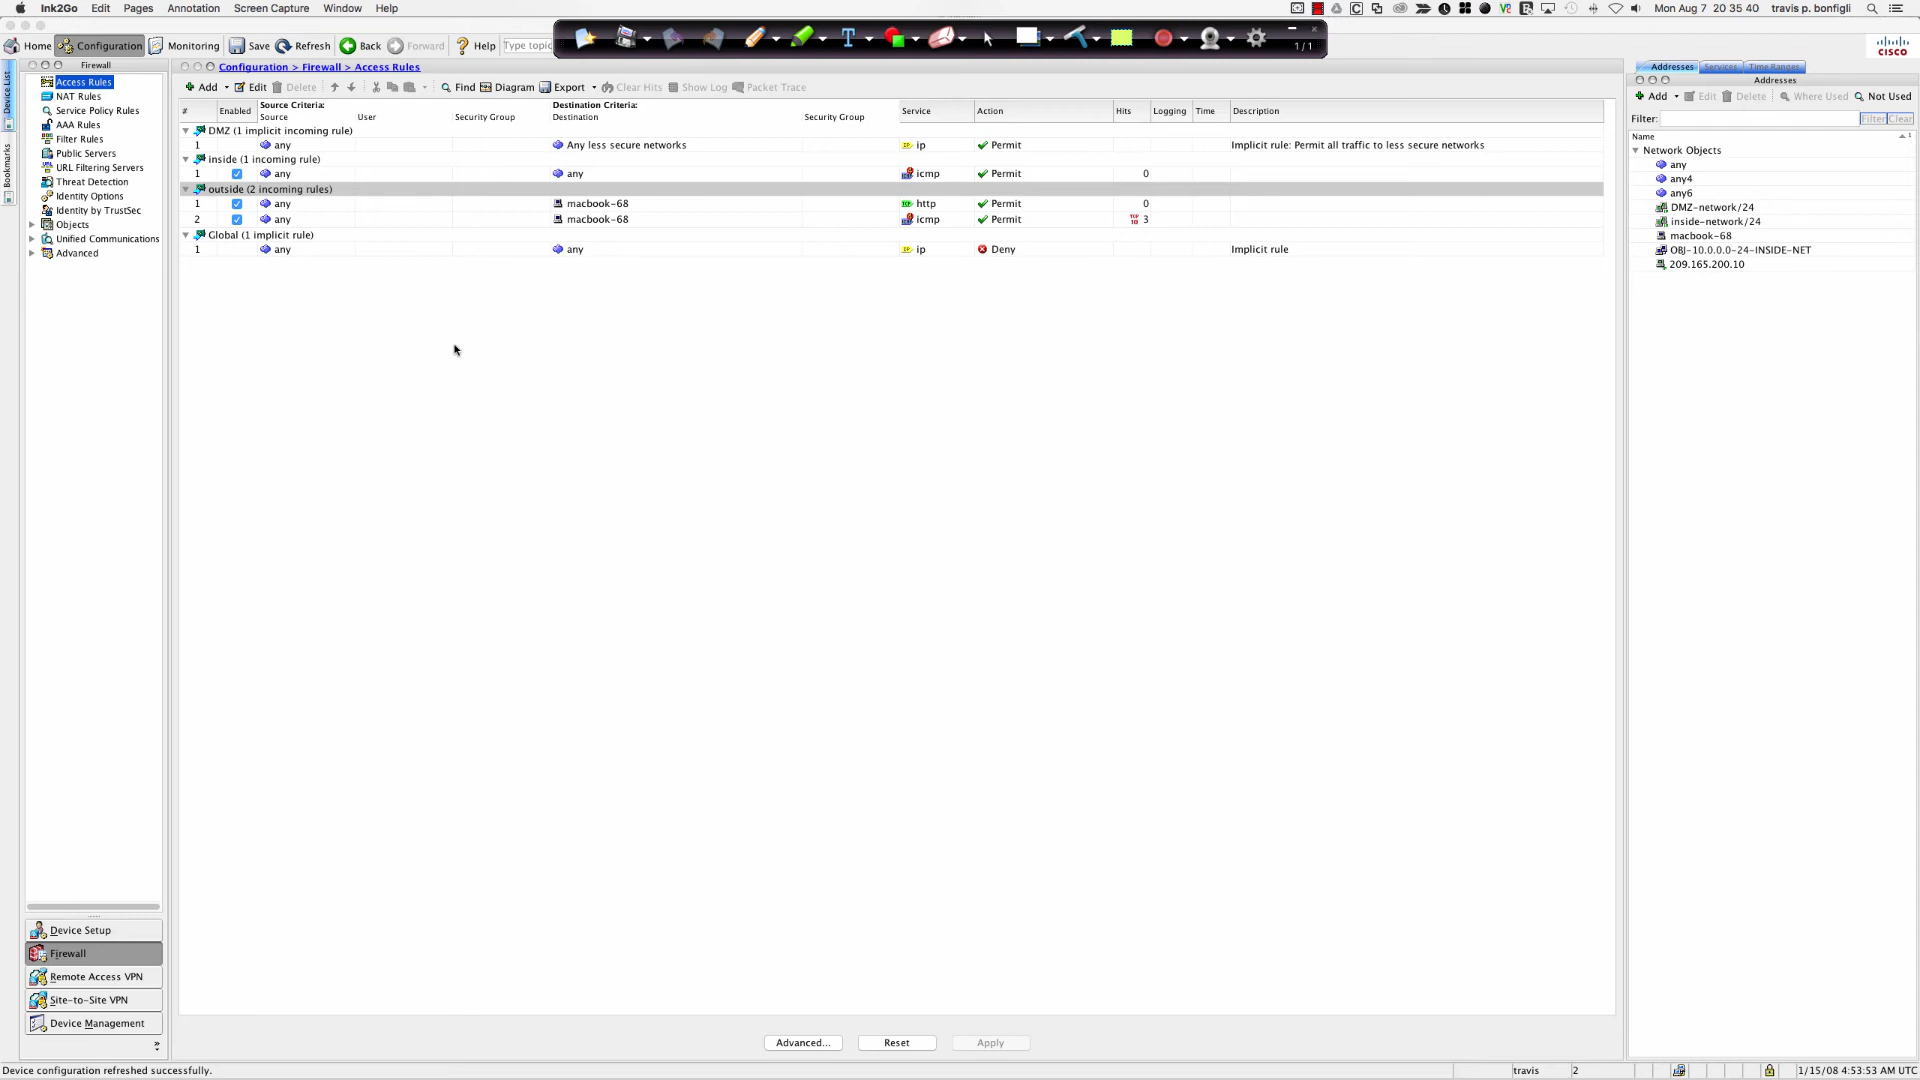 Ink2Go Edit Pages Annotation Screen Capture Window Help Mon Aug 7 20 35 40 travis p. bonfigli
Home Configuration Monitoring Save Refresh Back Forward Help Type topic T 1/1 CISCO
Device List
Bookmarks
Firewall
Access Rules
NAT Rules
Service Policy Rules
AAA Rules
Filter Rules
Public Servers
URL Filtering Servers
Threat Detection
Identity Options
Identity by TrustSec
Objects
Unified Communications
Advanced
Device Setup
Firewall
Remote Access VPN
Site-to-Site VPN
Device Management
Configuration > Firewall > Access Rules
Add Edit Delete Find Diagram Export Clear Hits Show Log Packet Trace
# Enabled Source Criteria: Destination Criteria: Service Action Hits Logging Time Description
Source User Security Group Destination Security Group
DMZ (1 implicit incoming rule)
1 any Any less secure networks ip Permit Implicit rule: Permit all traffic to less secure networks
inside (1 incoming rule)
1 any any icmp Permit 0
outside (2 incoming rules)
1 any macbook-68 http Permit 0
2 any macbook-68 icmp Permit TOP 10 3
Global (1 implicit rule)
1 any any ip Deny Implicit rule
Advanced... Reset Apply
Addresses Services Time Ranges
Addresses
Add Edit Delete Where Used Not Used
Filter: Filter Clear
Name
Network Objects
any
any4
any6
DMZ-network/24
inside-network/24
macbook-68
OBJ-10.0.0.0-24-INSIDE-NET
209.165.200.10
Device configuration refreshed successfully. travis 2 1/15/08 4:53:53 AM UTC